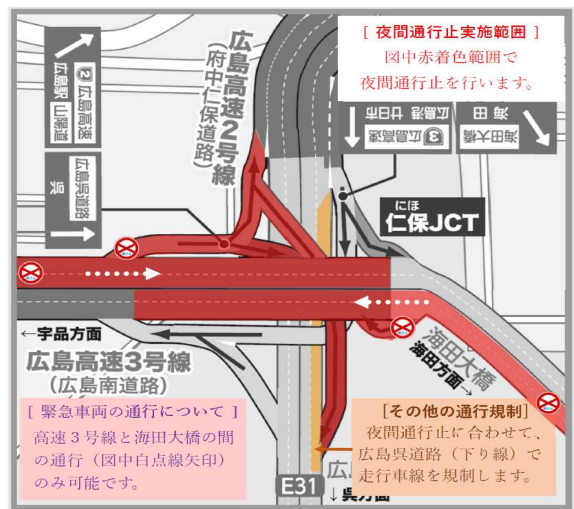 [ 夜間通行止実施範囲 ]
図中赤着色範囲で
夜間通行止を行います。
② 広島高速
広島駅 山陽道
広島呉道路
呉
広島高速2号線
(府中仁保道路)
③ 広島高速
広島港 廿日市
海田
海田大橋
にほ
仁保JCT
←宇品方面
広島高速3号線
(広島南道路)
海田大橋
海田方面→
[ 緊急車両の通行について ]
高速3号線と海田大橋の間
の通行(図中白点線矢印)
のみ可能です。
[その他の通行規制]
夜間通行止に合わせて、
広島呉道路(下り線)で
走行車線を規制します。
E31
↓呉方面